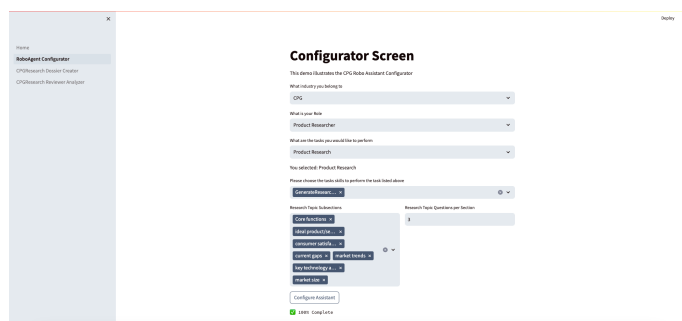 Deploy
Home
RoboAgent Configurator
CPGResearch Dossier Creator
CPGResearch Reviewer Analyzer
Configurator Screen
This demo illustrates the CPG Robo Assistant Configurator
What industry you belong to
CPG
What is your Role
Product Researcher
What are the tasks you would like to perform
Product Research
You selected: Product Research
Please choose the tasks skills to perform the task listed above
GenerateResearc... ×
Research Topic Subsections
Research Topic Questions per Section
Core functions ×
3
ideal product/se... ×
consumer satisfa... ×
current gaps × market trends ×
key technology a... ×
market size ×
Configure Assistant
100% Complete